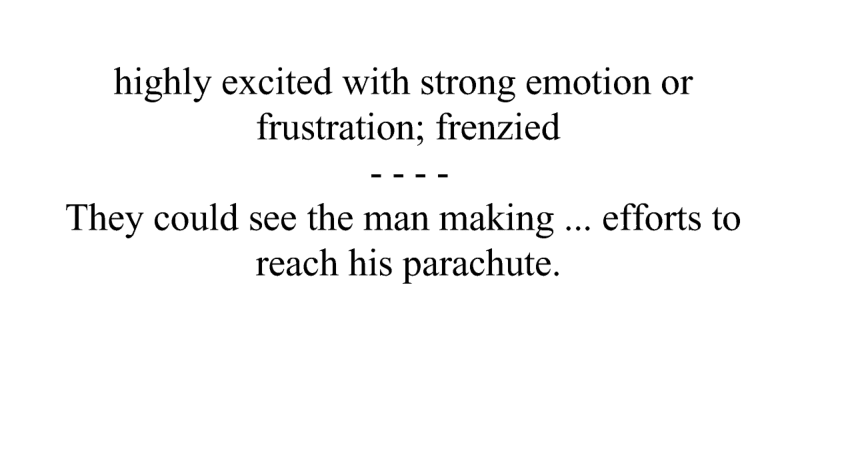 highly excited with strong emotion or
frustration; frenzied
- - - -
They could see the man making ... efforts to
reach his parachute.